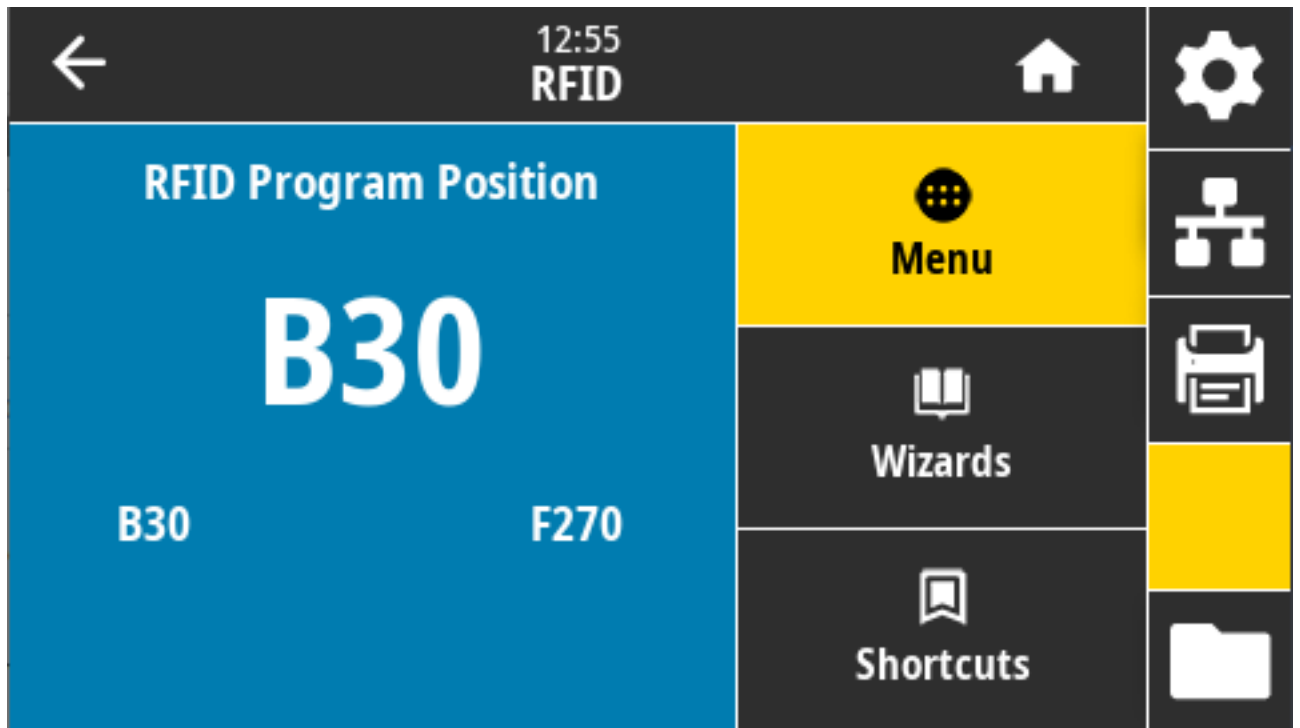 12:55
RFID
RFID Program Position
B30
B30 F270
Menu
Wizards
Shortcuts